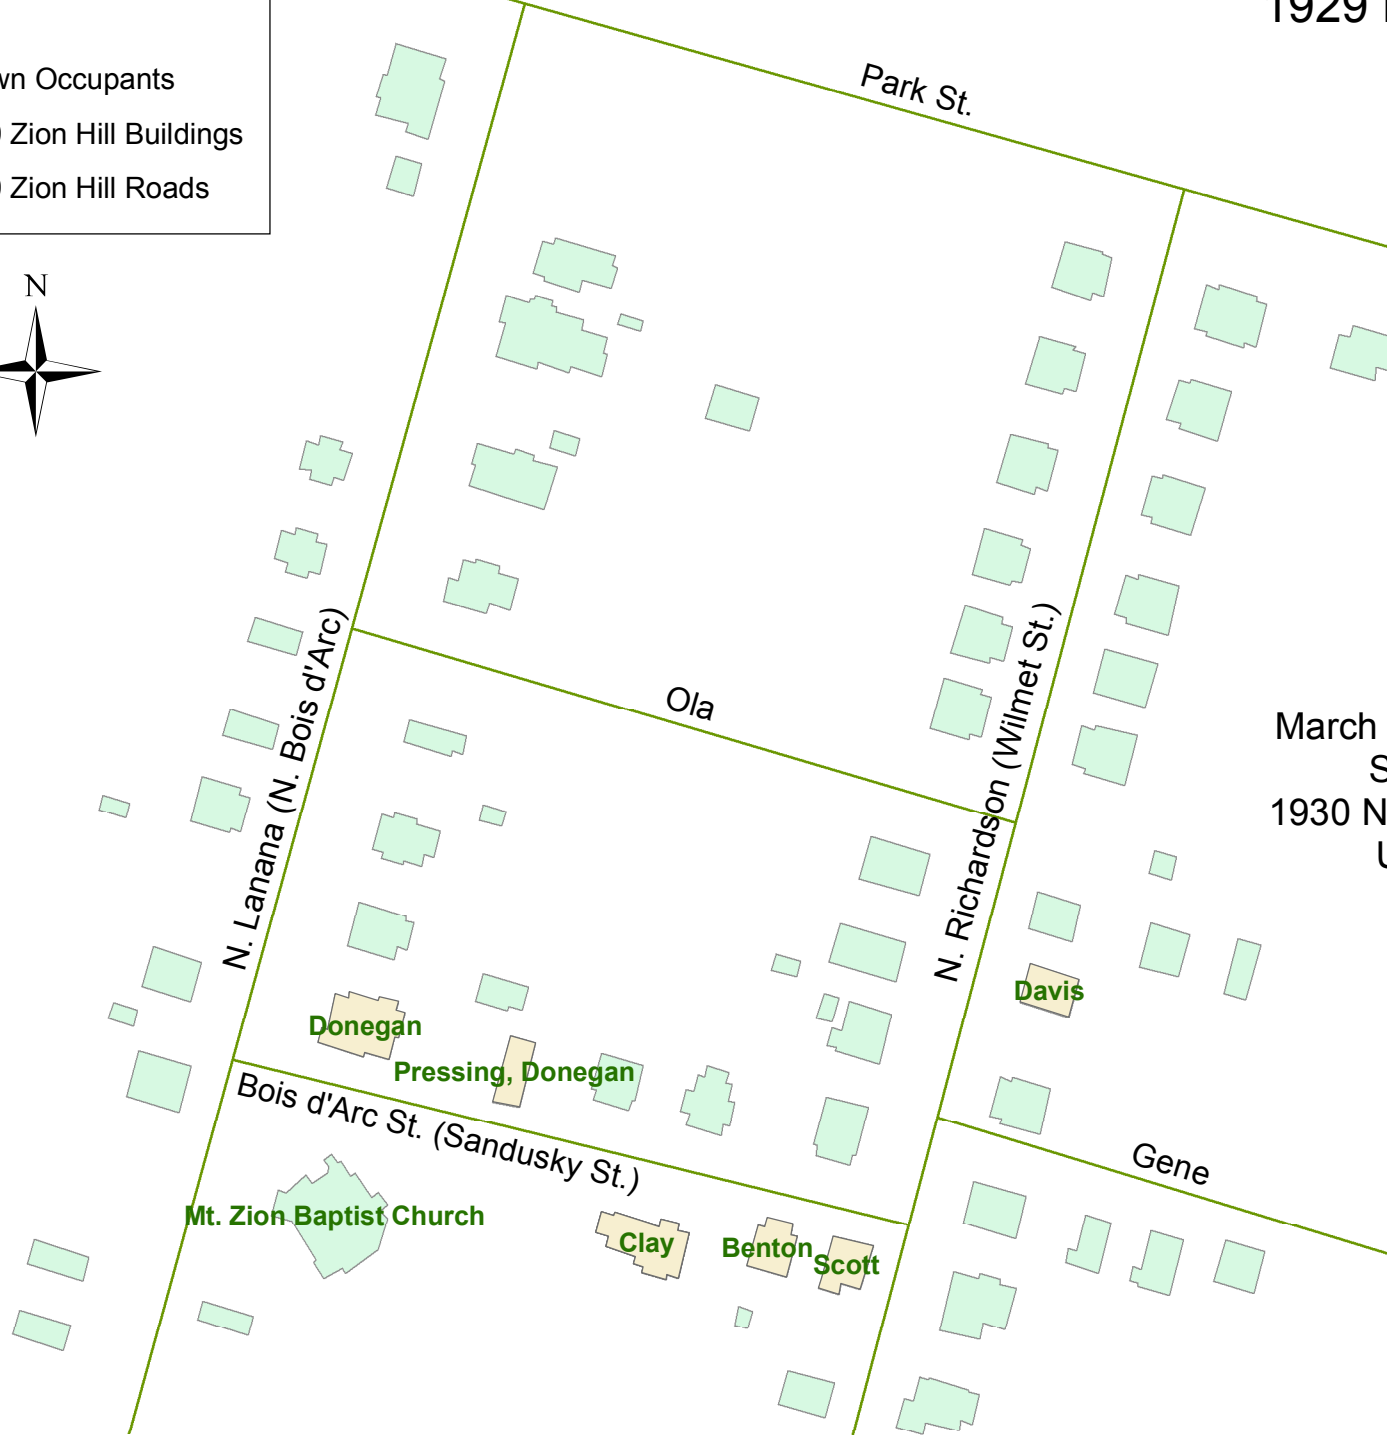 1929
wn Occupants
Zion Hill Buildings
Zion Hill Roads
N
Park St.
N. Lanana (N. Bois d'Arc)
Ola
N. Richardson (Wilmet St.)
March
S
1930 N
Davis
Donegan
Pressing, Donegan
Bois d'Arc St. (Sandusky St.)
Gene
Mt. Zion Baptist Church
Clay
Benton
Scott